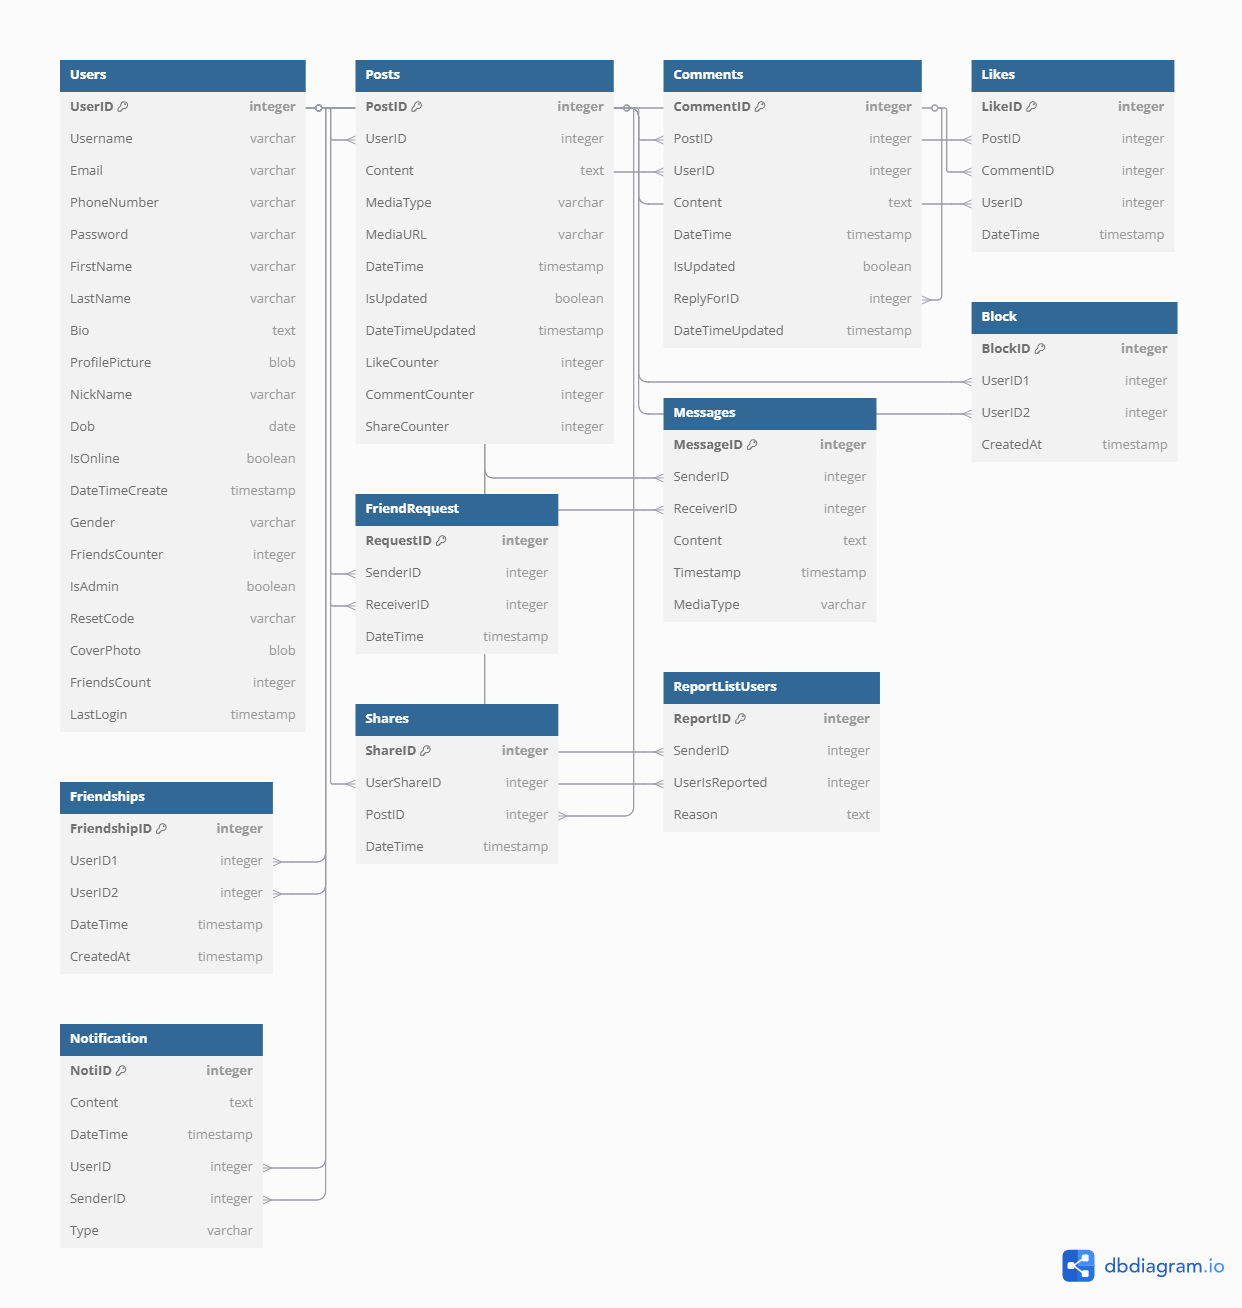 Users
UserID integer
Username varchar
Email varchar
PhoneNumber varchar
Password varchar
FirstName varchar
LastName varchar
Bio text
ProfilePicture blob
NickName varchar
Dob date
IsOnline boolean
DateTimeCreate timestamp
Gender varchar
FriendsCounter integer
IsAdmin boolean
ResetCode varchar
CoverPhoto blob
FriendsCount integer
LastLogin timestamp
Friendships
FriendshipID integer
UserID1 integer
UserID2 integer
DateTime timestamp
CreatedAt timestamp
Notification
NotiID integer
Content text
DateTime timestamp
UserID integer
SenderID integer
Type varchar
Posts
PostID integer
UserID integer
Content text
MediaType varchar
MediaURL varchar
DateTime timestamp
IsUpdated boolean
DateTimeUpdated timestamp
LikeCounter integer
CommentCounter integer
ShareCounter integer
FriendRequest
RequestID integer
SenderID integer
ReceiverID integer
DateTime timestamp
Shares
ShareID integer
UserShareID integer
PostID integer
DateTime timestamp
Comments
CommentID integer
PostID integer
UserID integer
Content text
DateTime timestamp
IsUpdated boolean
ReplyForID integer
DateTimeUpdated timestamp
Messages
MessageID integer
SenderID integer
ReceiverID integer
Content text
Timestamp timestamp
MediaType varchar
ReportListUsers
ReportID integer
SenderID integer
UserIsReported integer
Reason text
Likes
LikeID integer
PostID integer
CommentID integer
UserID integer
DateTime timestamp
Block
BlockID integer
UserID1 integer
UserID2 integer
CreatedAt timestamp
dbdiagram.io